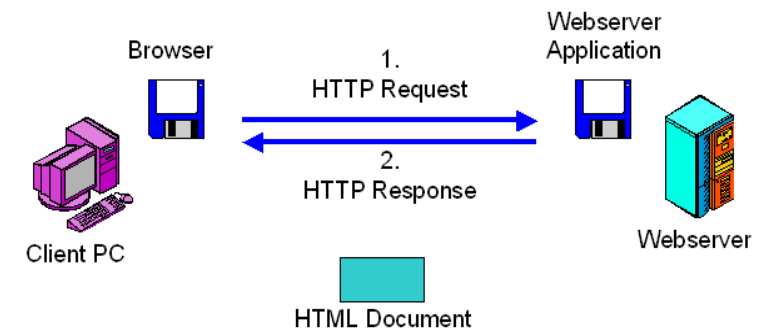 Browser
1.
HTTP Request
Webserver
Application
2.
HTTP Response
Client PC
Webserver
HTML Document